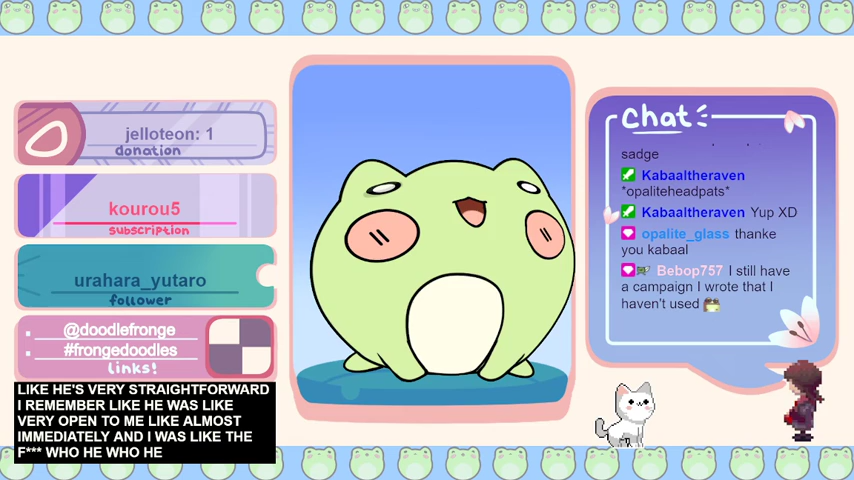 jelloteon: 1
donation
kourou5
subscription
urahara_yutaro
follower
@doodlefronge
#frongedoodles
links!
LIKE HE'S VERY STRAIGHTFORWARD
I REMEMBER LIKE HE WAS LIKE
VERY OPEN TO ME LIKE ALMOST
IMMEDIATELY AND I WAS LIKE THE
F*** WHO HE WHO HE
Chat
sadge
Kabaaltheraven
*opaliteheadpats*
Kabaaltheraven Yup XD
opalite_glass thanke
you kabaal
Bebop757 I still have
a campaign I wrote that I
haven't used